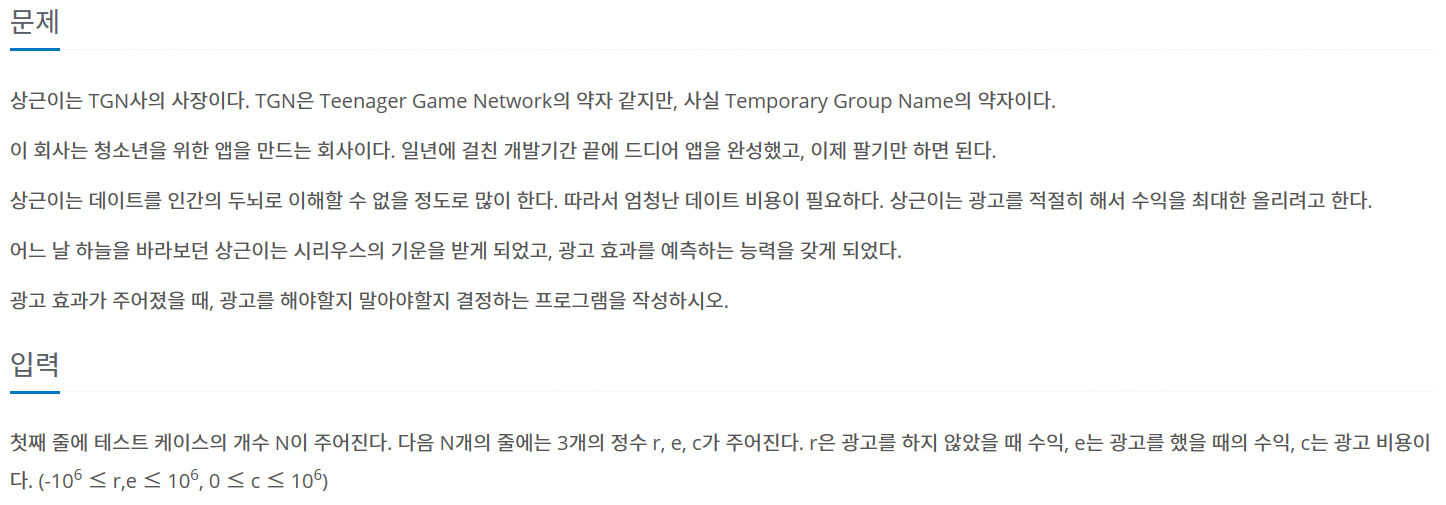 문제
상근이는 TGN사의 사장이다. TGN은 Teenager Game Network의 약자 같지만, 사실 Temporary Group Name의 약자이다.
이 회사는 청소년을 위한 앱을 만드는 회사이다. 일년에 걸친 개발기간 끝에 드디어 앱을 완성했고, 이제 팔기만 하면 된다.
상근이는 데이트를 인간의 두뇌로 이해할 수 없을 정도로 많이 한다. 따라서 엄청난 데이트 비용이 필요하다. 상근이는 광고를 적절히 해서 수익을 최대한 올리려고 한다.
어느 날 하늘을 바라보던 상근이는 시리우스의 기운을 받게 되었고, 광고 효과를 예측하는 능력을 갖게 되었다.
광고 효과가 주어졌을 때, 광고를 해야할지 말아야할지 결정하는 프로그램을 작성하시오.
입력
첫째 줄에 테스트 케이스의 개수 N이 주어진다. 다음 N개의 줄에는 3개의 정수 r, e, c가 주어진다. r은 광고를 하지 않았을 때 수익, e는 광고를 했을 때의 수익, c는 광고 비용이
다. (-10⁶ ≤ r,e ≤ 10⁶, 0 ≤ c ≤ 10⁶)